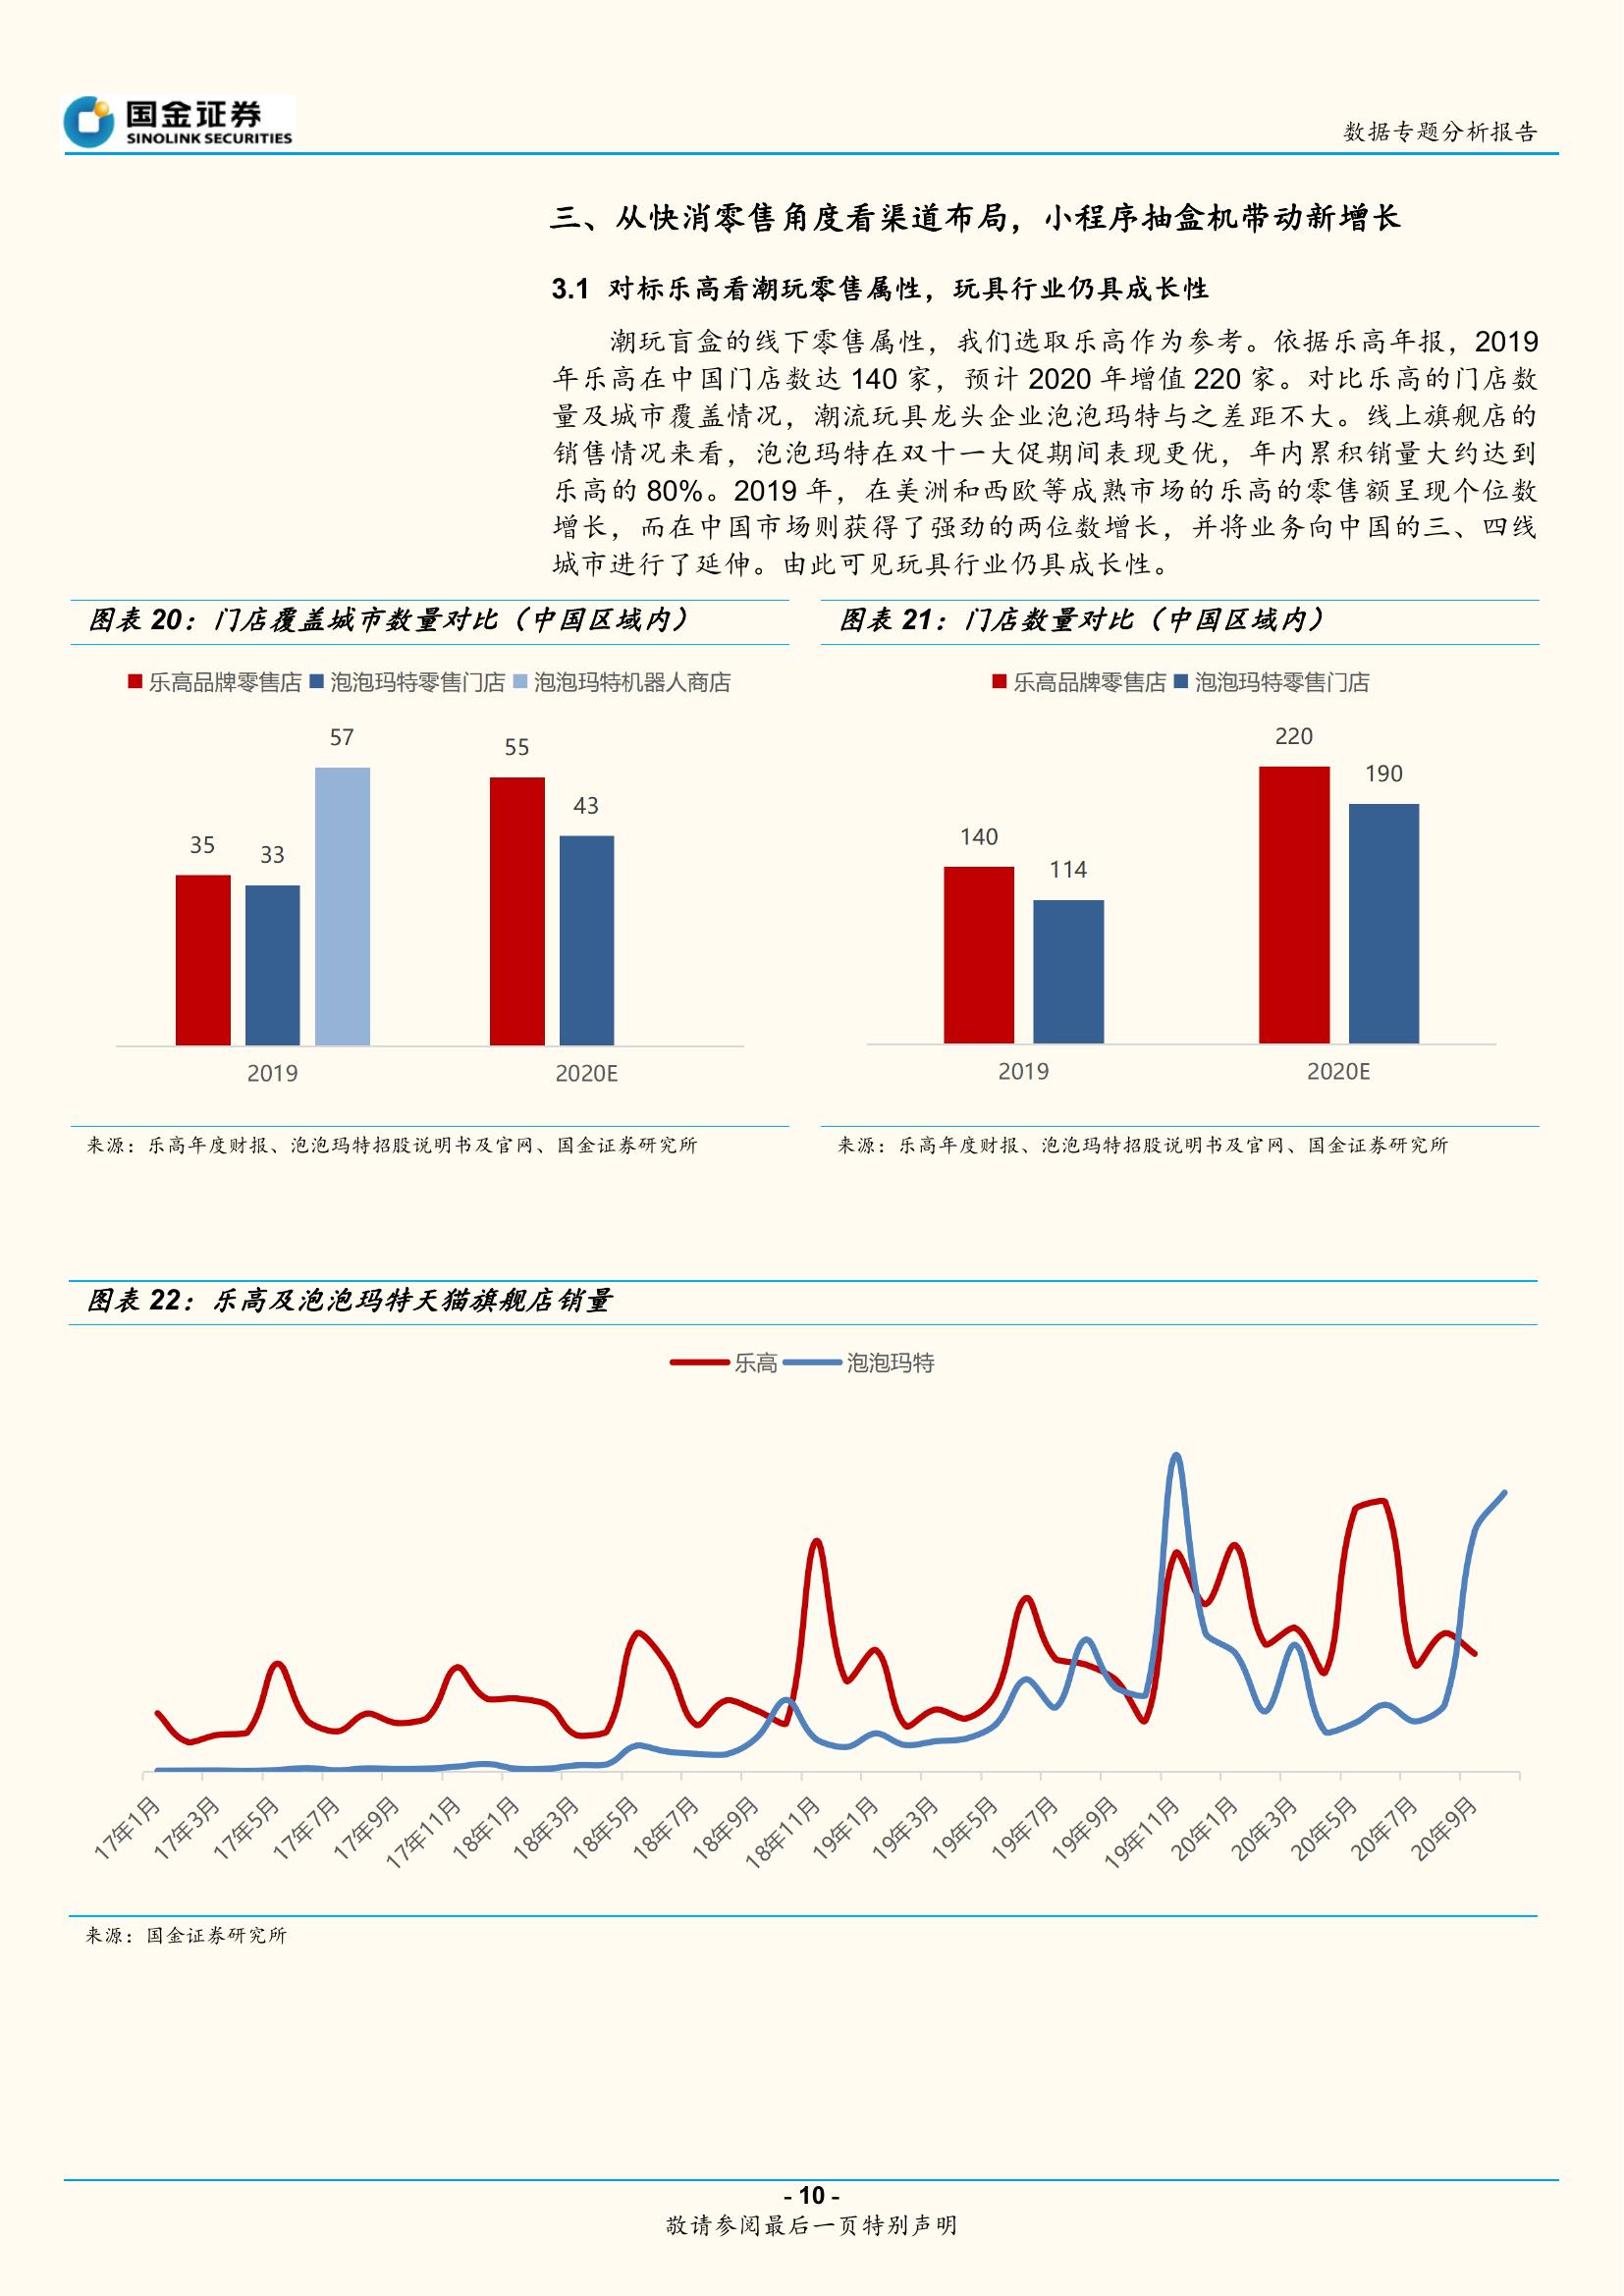 国金证券
SINOLINK SECURITIES
数据专题分析报告
三、从快消零售角度看渠道布局，小程序抽盒机带动新增长
3.1 对标乐高看潮玩零售属性，玩具行业仍具成长性
潮玩盲盒的线下零售属性，我们选取乐高作为参考。依据乐高年报，2019
年乐高在中国门店数达 140 家，预计 2020 年增值 220 家。对比乐高的门店数
量及城市覆盖情况，潮流玩具龙头企业泡泡玛特与之差距不大。线上旗舰店的
销售情况来看，泡泡玛特在双十一大促期间表现更优，年内累积销量大约达到
乐高的 80%。2019 年，在美洲和西欧等成熟市场的乐高的零售额呈现个位数
增长，而在中国市场则获得了强劲的两位数增长，并将业务向中国的三、四线
城市进行了延伸。由此可见玩具行业仍具成长性。
图表 20：门店覆盖城市数量对比（中国区域内）
乐高品牌零售店 泡泡玛特零售门店 泡泡玛特机器人商店
57
55
43
35
33
2019 2020E
来源：乐高年度财报、泡泡玛特招股说明书及官网、国金证券研究所
图表 21：门店数量对比（中国区域内）
乐高品牌零售店 泡泡玛特零售门店
220
190
140
114
2019 2020E
来源：乐高年度财报、泡泡玛特招股说明书及官网、国金证券研究所
图表 22：乐高及泡泡玛特天猫旗舰店销量
乐高 泡泡玛特
17年1月 17年3月 17年5月 17年7月 17年9月 17年11月 18年1月 18年3月 18年5月 18年7月 18年9月 18年11月 19年1月 19年3月 19年5月 19年7月 19年9月 19年11月 20年1月 20年3月 20年5月 20年7月 20年9月
来源：国金证券研究所
- 10 -
敬请参阅最后一页特别声明